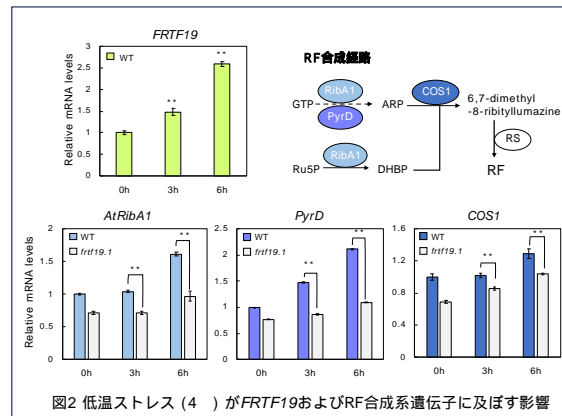 FRTF19
Relative mRNA levels
3
2.5
2
1.5
1
0.5
0
WT
**
**
0h 3h 6h
RF合成経路
RibA1
COS1
GTP
ARP
6,7-dimethyl
-8-ribityllumazine
PyrD
RibA1
RS
Ru5P
DHBP
RF
AtRibA1
Relative mRNA levels
2
1.5
1
0.5
0
WT
frtf19.1
**
**
0h 3h 6h
PyrD
2.5
2
1.5
1
0.5
0
WT
frtf19.1
**
**
0h 3h 6h
COS1
1.6
1.2
0.8
0.4
0
WT
frtf19.1
**
**
0h 3h 6h
図2 低温ストレス (4 ) がFRTF19およびRF合成系遺伝子に及ぼす影響